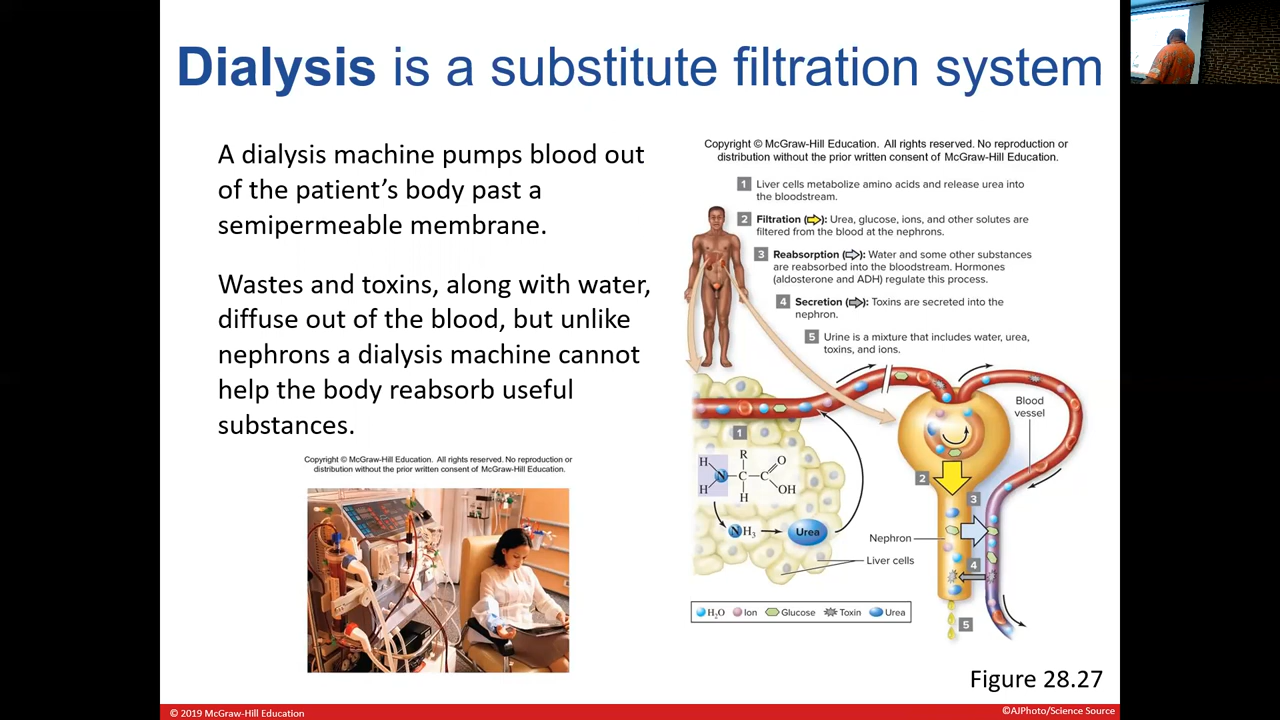 Dialysis is a substitute filtration system
A dialysis machine pumps blood out
of the patient's body past a
semipermeable membrane.
Wastes and toxins, along with water,
diffuse out of the blood, but unlike
nephrons a dialysis machine cannot
help the body reabsorb useful
substances.
Copyright © McGraw-Hill Education. All rights reserved. No reproduction or
distribution without the prior written consent of McGraw-Hill Education.
Copyright © McGraw-Hill Education. All rights reserved. No reproduction or
distribution without the prior written consent of McGraw-Hill Education.
1 Liver cells metabolize amino acids and release urea into
the bloodstream.
2 Filtration (⇨): Urea, glucose, ions, and other solutes are
filtered from the blood at the nephrons.
3 Reabsorption (⇨): Water and some other substances
are reabsorbed into the bloodstream. Hormones
(aldosterone and ADH) regulate this process.
4 Secretion (⇨): Toxins are secreted into the
nephron.
5 Urine is a mixture that includes water, urea,
toxins, and ions.
Blood
vessel
1
R
H
O
N C C
H
H
OH
NH₃
Urea
2
3
4
5
Nephron
Liver cells
H₂O Ion Glucose Toxin Urea
Figure 28.27
© 2019 McGraw-Hill Education
©AJPhoto/Science Source